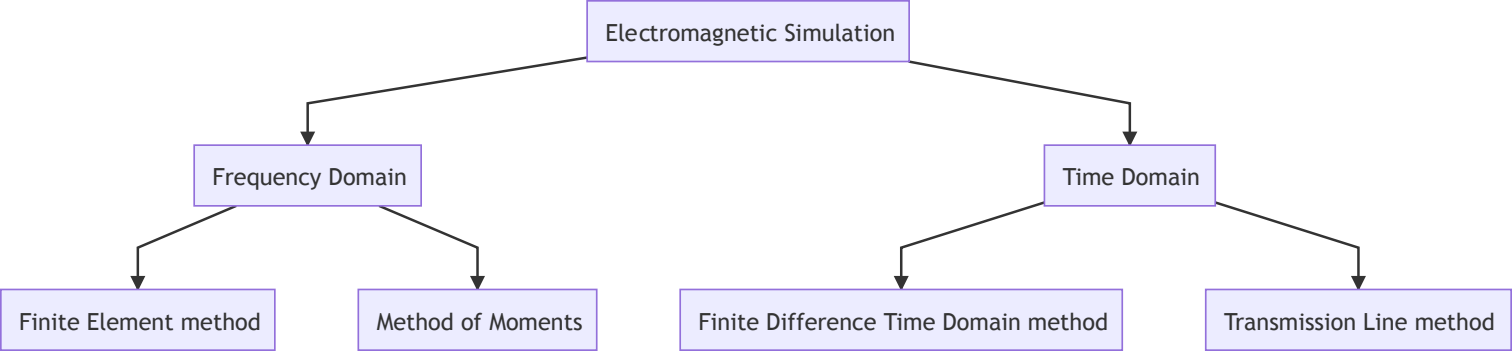 Electromagnetic Simulation
Frequency Domain
Time Domain
Finite Element method
Method of Moments
Finite Difference Time Domain method
Transmission Line method